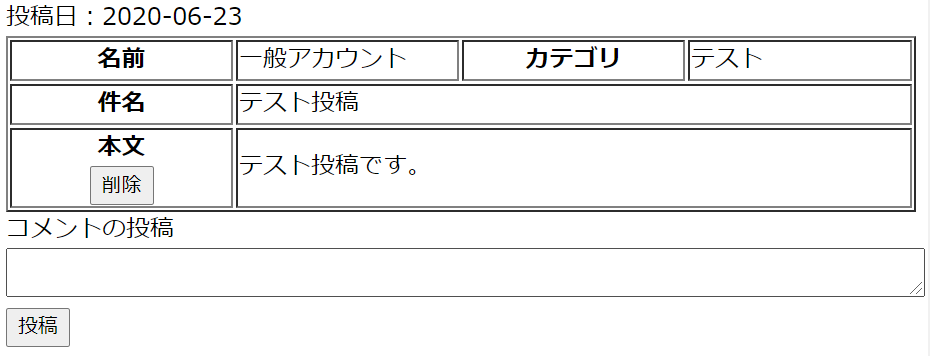 投稿日：2020-06-23
名前 一般アカウント カテゴリ テスト
件名 テスト投稿
本文
削除
テスト投稿です。
コメントの投稿
投稿